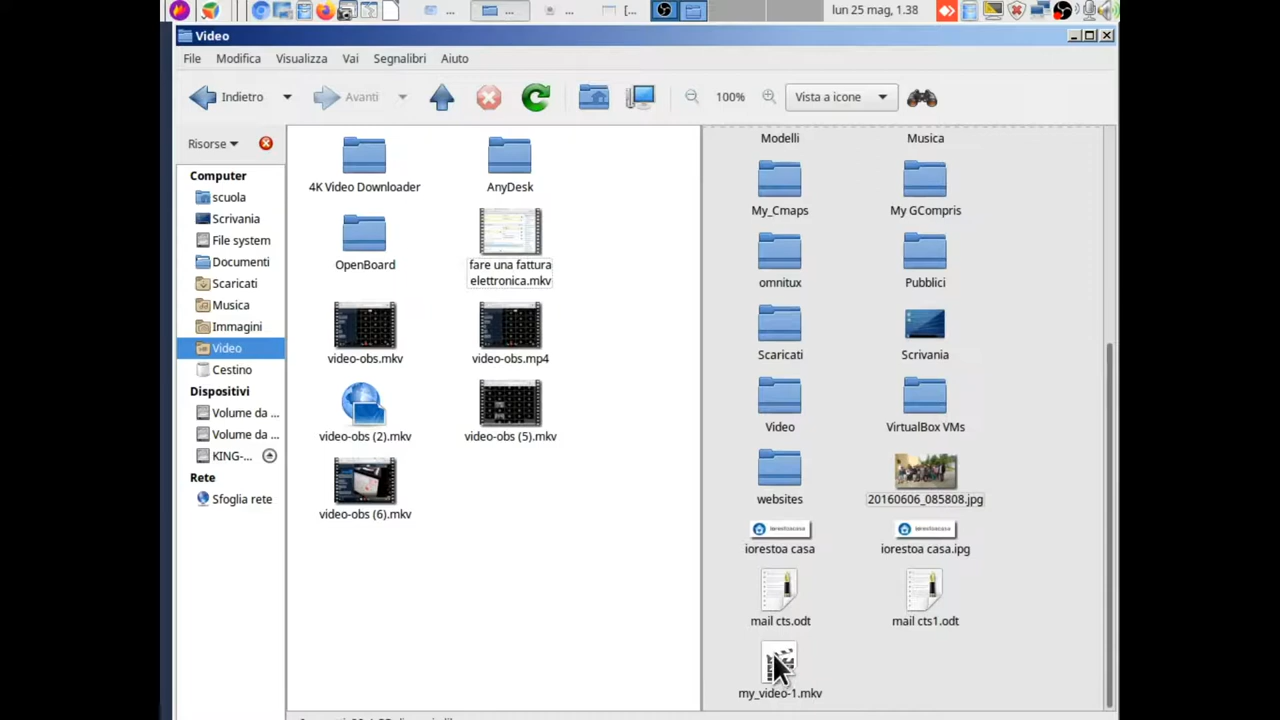 ...
...
...
[...
lun 25 mag, 1.38
Video
File Modifica Visualizza Vai Segnalibri Aiuto
Indietro Avanti 100% Vista a icone
Risorse
Computer
scuola
Scrivania
File system
Documenti
Scaricati
Musica
Immagini
Video
Cestino
Dispositivi
Volume da ...
Volume da ...
KING-...
Rete
Sfoglia rete
4K Video Downloader
AnyDesk
OpenBoard
fare una fattura
elettronica.mkv
video-obs.mkv
video-obs.mp4
video-obs (2).mkv
video-obs (5).mkv
video-obs (6).mkv
Modelli
Musica
My_Cmaps
My GCompris
omnitux
Pubblici
Scaricati
Scrivania
Video
VirtualBox VMs
websites
20160606_085808.jpg
iorestoacasa
iorestoa casa
iorestoacasa
iorestoa casa.ipg
mail cts.odt
mail cts1.odt
my_video-1.mkv